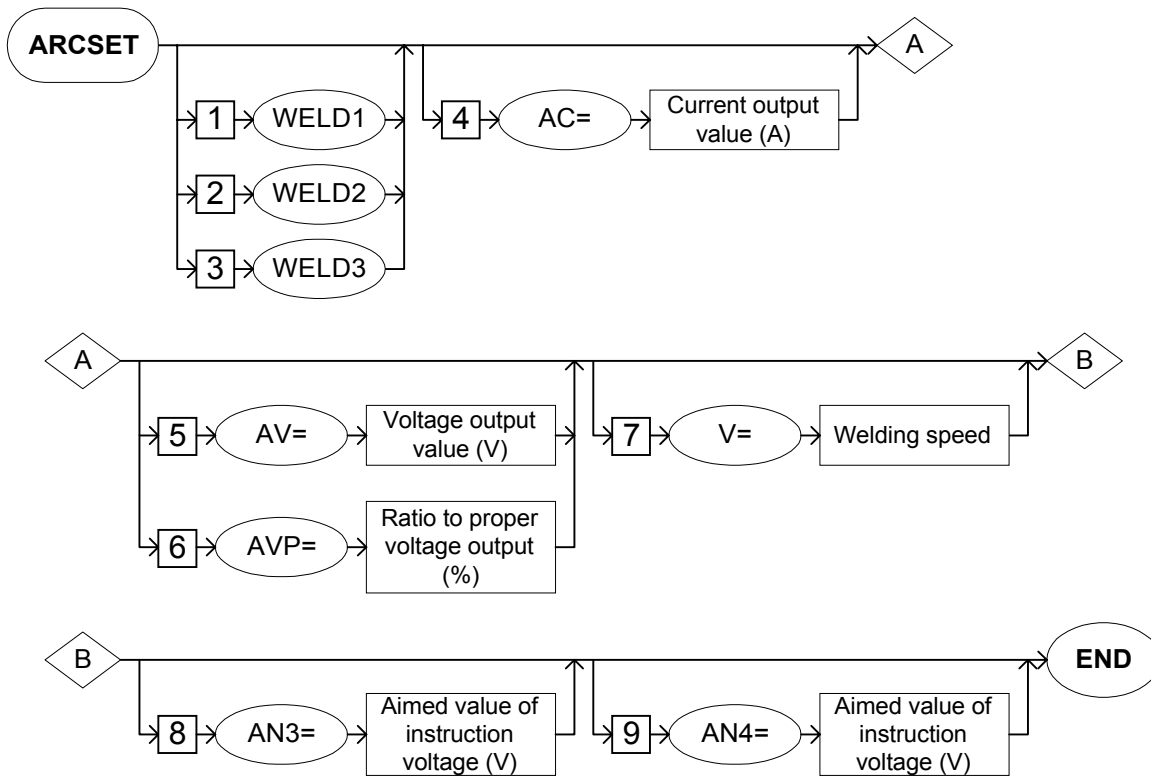 ARCSET
A
1
WELD1
4
AC=
Current output
value (A)
2
WELD2
3
WELD3
A
B
5
AV=
Voltage output
value (V)
7
V=
Welding speed
6
AVP=
Ratio to proper
voltage output
(%)
B
END
8
AN3=
Aimed value of
instruction
voltage (V)
9
AN4=
Aimed value of
instruction
voltage (V)